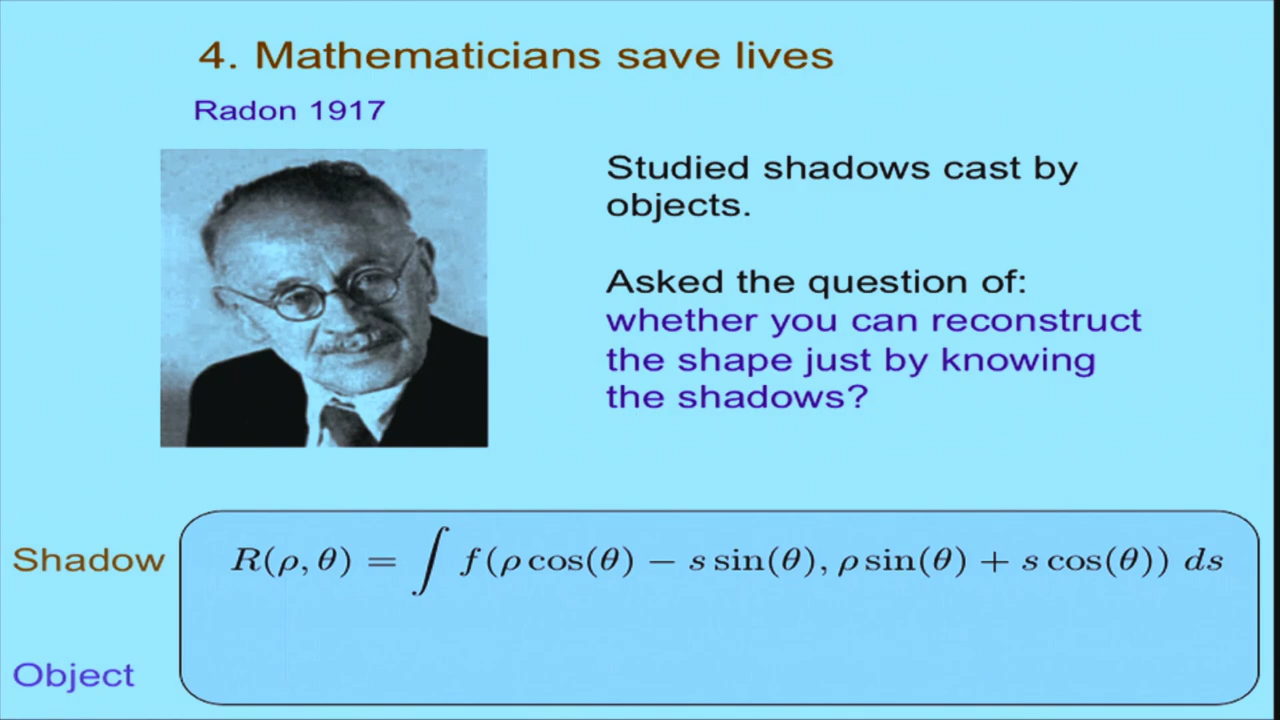 4. Mathematicians save lives
Radon 1917
Studied shadows cast by
objects.
Asked the question of:
whether you can reconstruct
the shape just by knowing
the shadows?
Shadow
R(ρ, θ) = ∫ f(ρ cos(θ) − s sin(θ), ρ sin(θ) + s cos(θ)) ds
Object